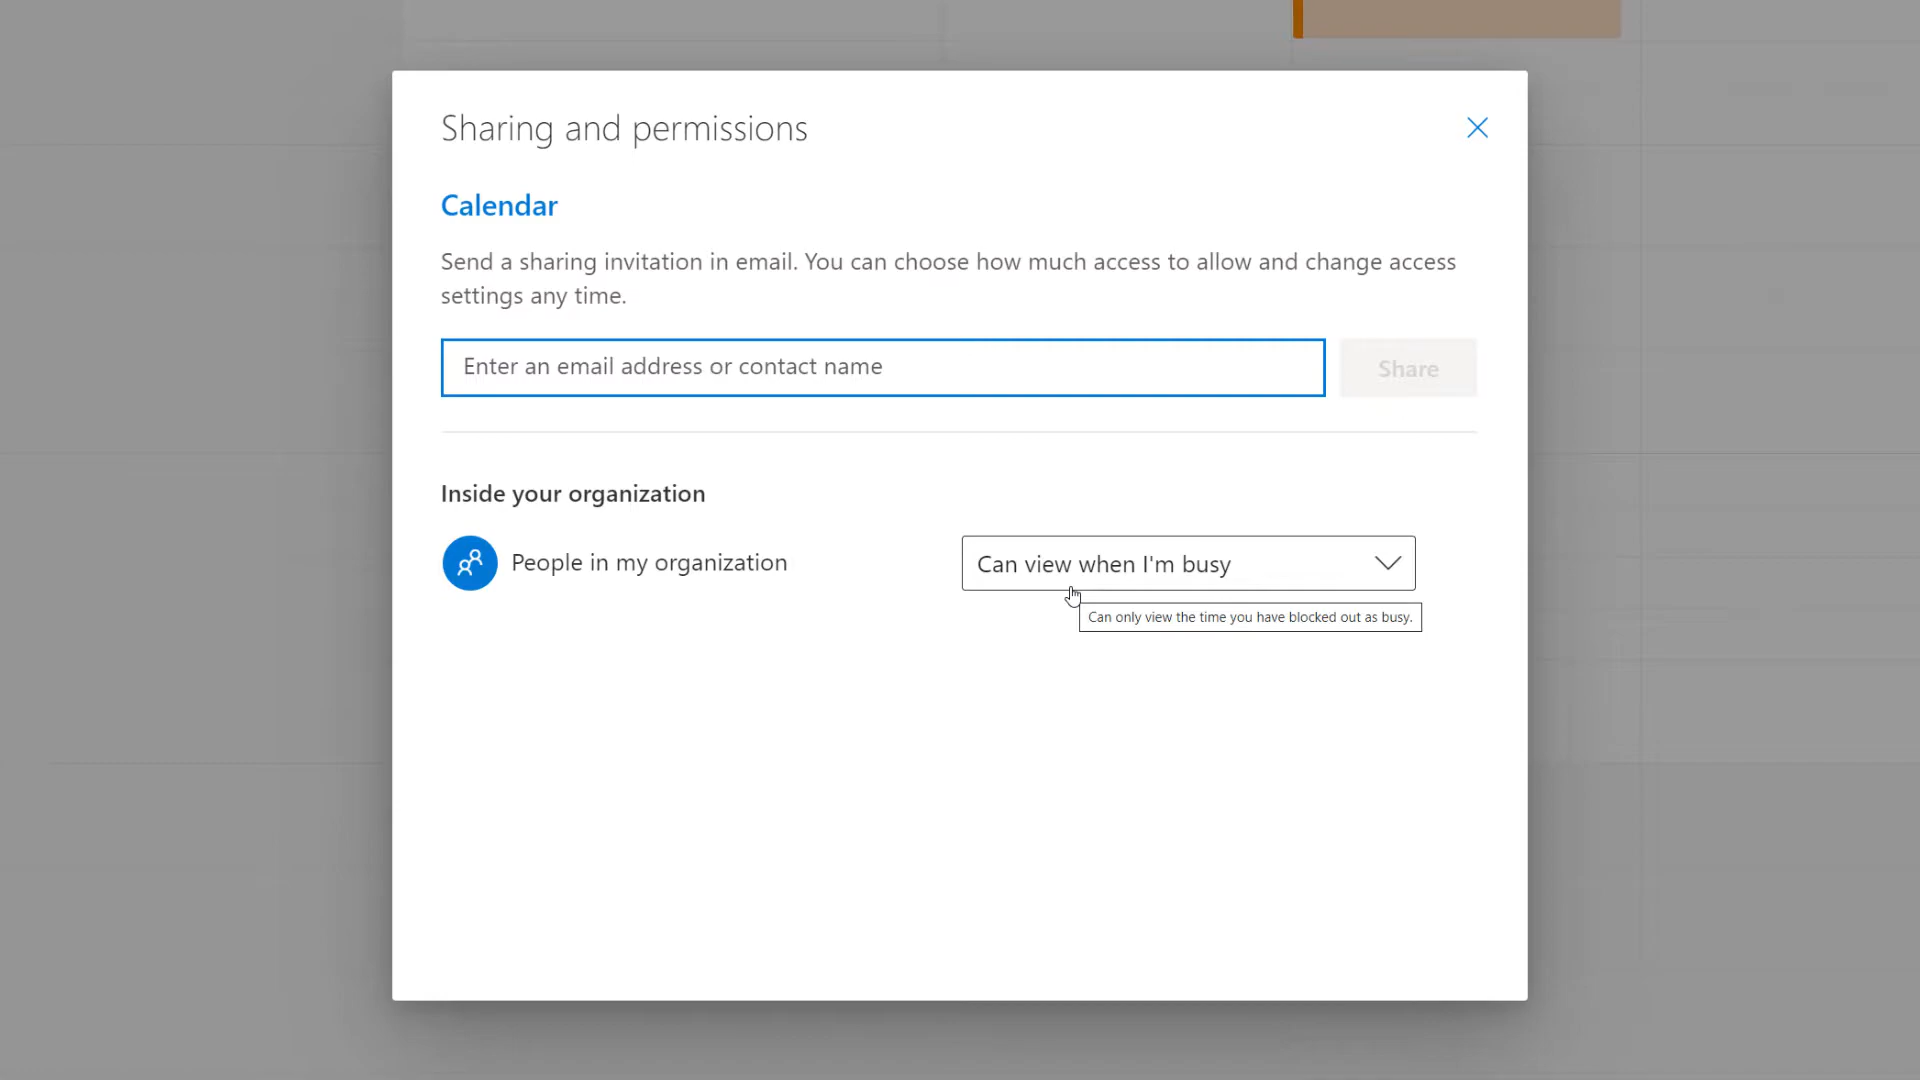 Sharing and permissions
Calendar
Send a sharing invitation in email. You can choose how much access to allow and change access
settings any time.
Enter an email address or contact name
Share
Inside your organization
People in my organization
Can view when I'm busy
Can only view the time you have blocked out as busy.